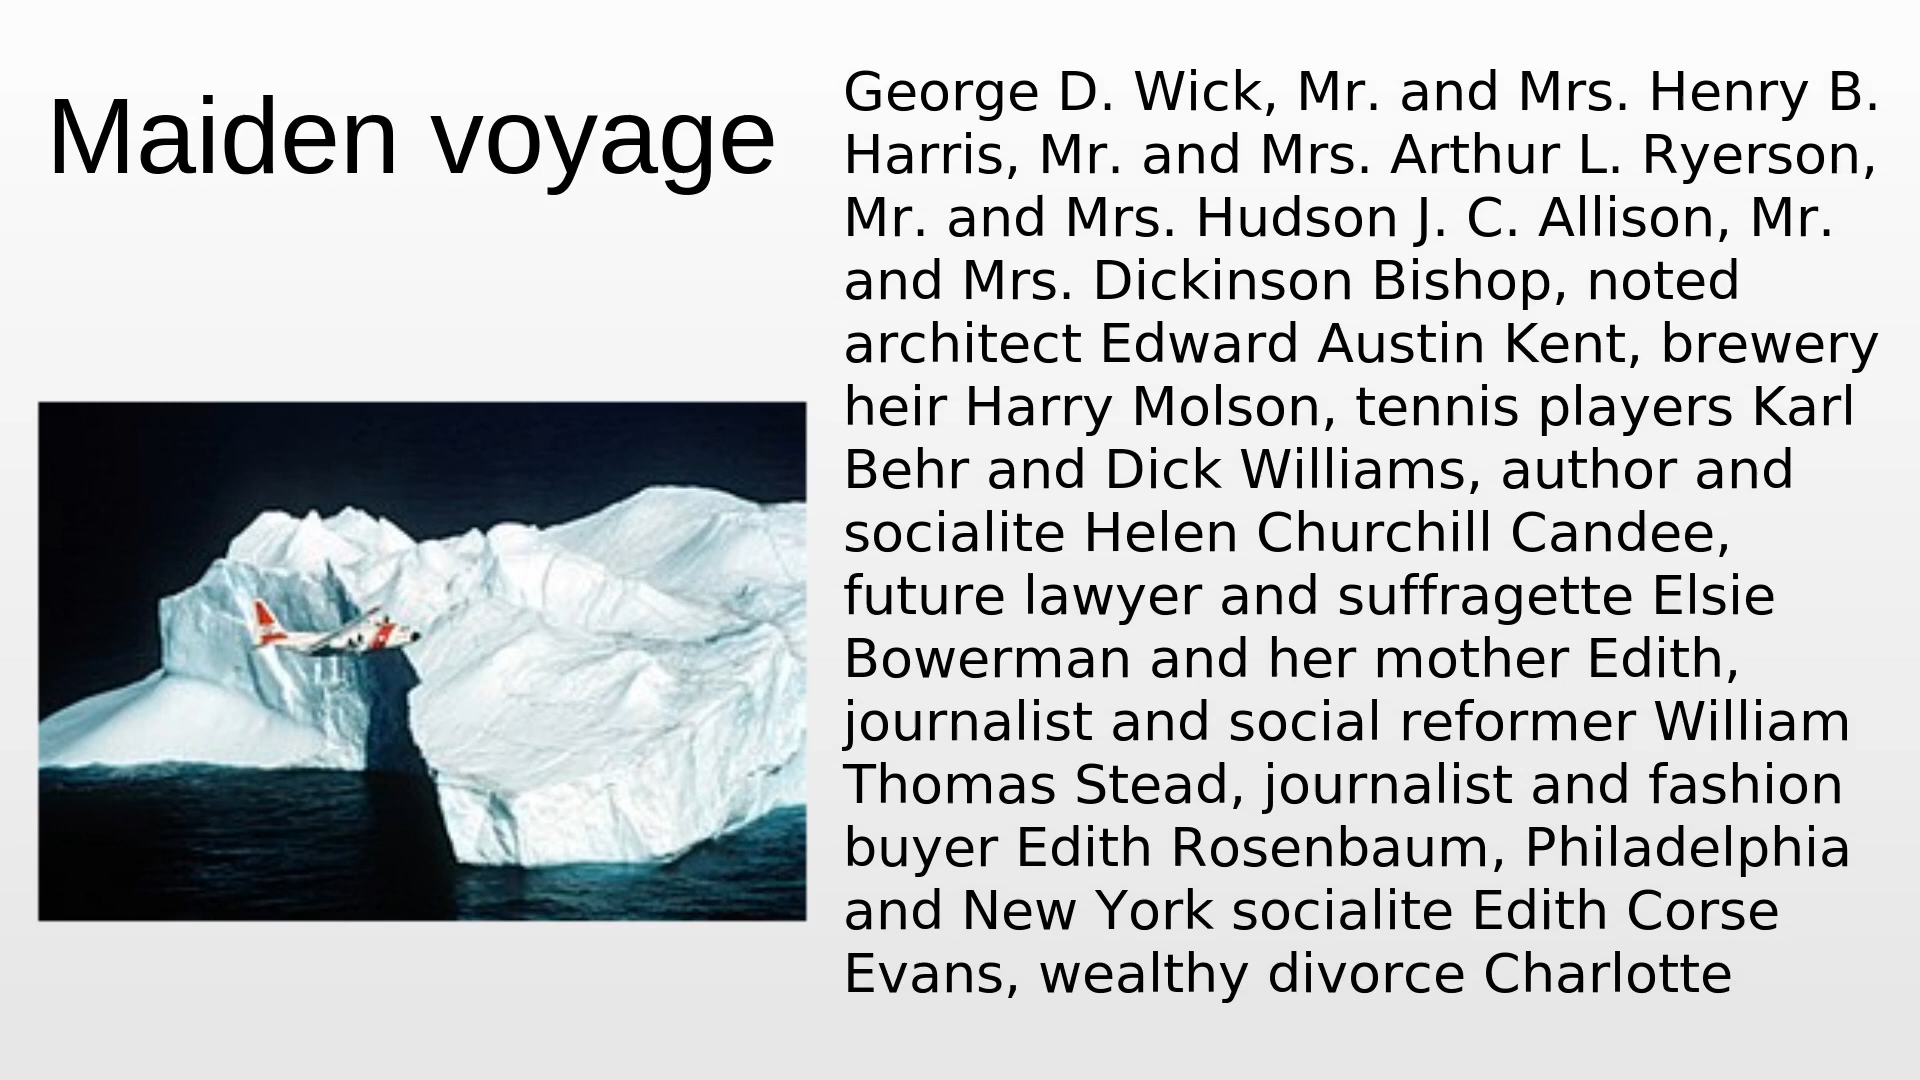 Maiden voyage
George D. Wick, Mr. and Mrs. Henry B.
Harris, Mr. and Mrs. Arthur L. Ryerson,
Mr. and Mrs. Hudson J. C. Allison, Mr.
and Mrs. Dickinson Bishop, noted
architect Edward Austin Kent, brewery
heir Harry Molson, tennis players Karl
Behr and Dick Williams, author and
socialite Helen Churchill Candee,
future lawyer and suffragette Elsie
Bowerman and her mother Edith,
journalist and social reformer William
Thomas Stead, journalist and fashion
buyer Edith Rosenbaum, Philadelphia
and New York socialite Edith Corse
Evans, wealthy divorce Charlotte